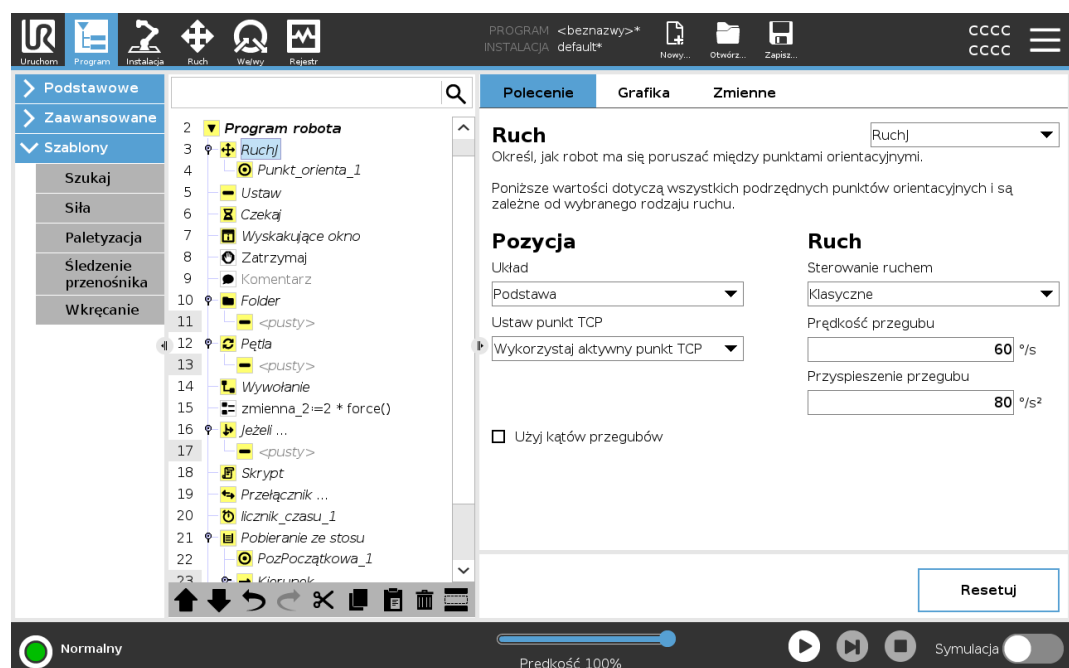 PROGRAM <beznazwy>*
INSTALACJA default*
CCCC
CCCC
Uruchom Program Instalacja Ruch We/wy Rejestr Nowy... Otwórz... Zapisz...
Podstawowe
Zaawansowane
Szablony
Szukaj
Siła
Paletyzacja
Śledzenie
przenośnika
Wkręcanie
2 Program robota
3 RuchJ
4 Punkt_orienta_1
5 Ustaw
6 Czekaj
7 Wyskakujące okno
8 Zatrzymaj
9 Komentarz
10 Folder
11 <pusty>
12 Pętla
13 <pusty>
14 Wywołanie
15 zmienna_2≔2 * force()
16 Jeżeli ...
17 <pusty>
18 Skrypt
19 Przełącznik ...
20 licznik_czasu_1
21 Pobieranie ze stosu
22 PozPoczątkowa_1
23 Kierunek
Polecenie Grafika Zmienne
Ruch
RuchJ
Określ, jak robot ma się poruszać między punktami orientacyjnymi.
Poniższe wartości dotyczą wszystkich podrzędnych punktów orientacyjnych i są
zależne od wybranego rodzaju ruchu.
Pozycja
Układ
Podstawa
Ustaw punkt TCP
Wykorzystaj aktywny punkt TCP
Użyj kątów przegubów
Ruch
Sterowanie ruchem
Klasyczne
Prędkość przegubu
60 °/s
Przyspieszenie przegubu
80 °/s²
Resetuj
Normalny
Prędkość 100%
Symulacja